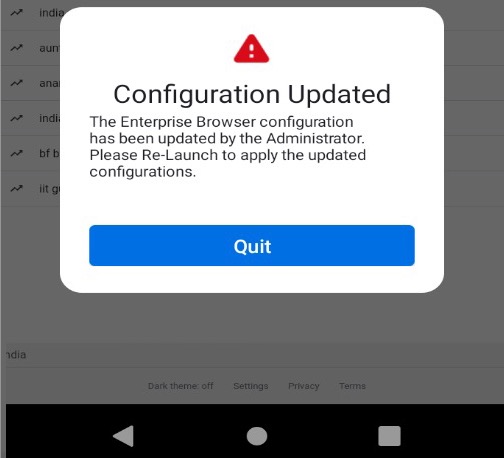 india
aun
Configuration Updated
anan
The Enterprise Browser configuration
india
has been updated by the Administrator.
Please Re-Launch to apply the updated
bf b
configurations.
iit g
Quit
ndia
Dark theme: off Settings Privacy Terms